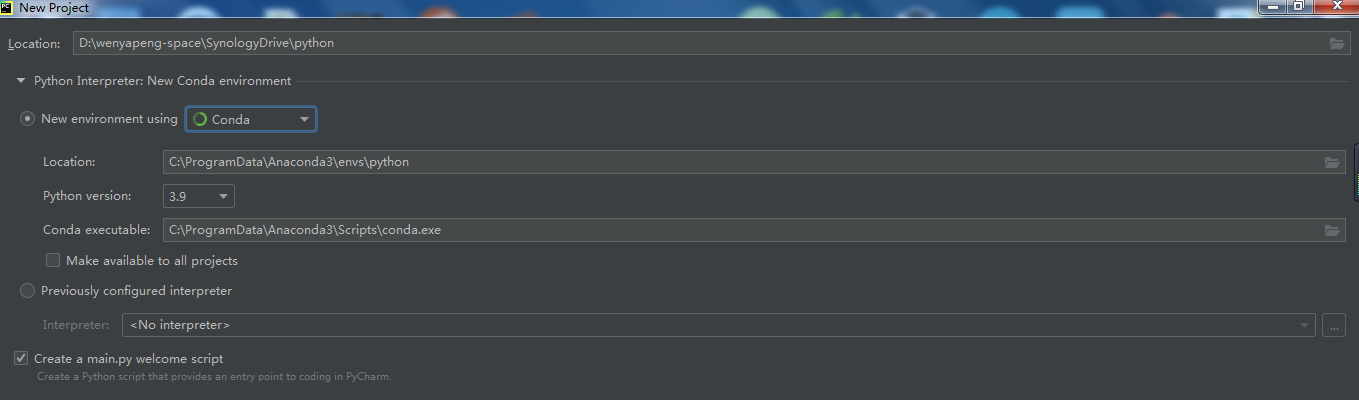 PC New Project
Location: D:\wenyapeng-space\SynologyDrive\python
Python Interpreter: New Conda environment
New environment using Conda
Location: C:\ProgramData\Anaconda3\envs\python
Python version: 3.9
Conda executable: C:\ProgramData\Anaconda3\Scripts\conda.exe
Make available to all projects
Previously configured interpreter
Interpreter: <No interpreter> ...
Create a main.py welcome script
Create a Python script that provides an entry point to coding in PyCharm.